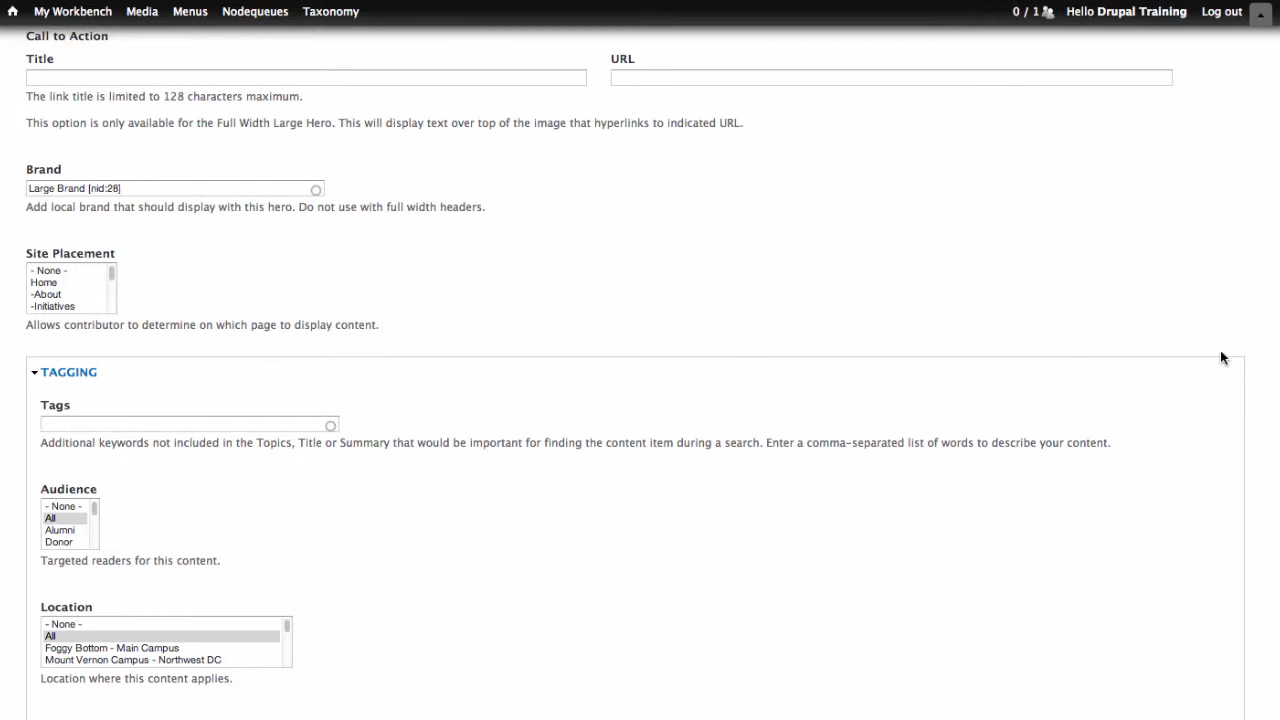 My Workbench Media Menus Nodequeues Taxonomy 0 / 1 Hello Drupal Training Log out
Call to Action
Title URL
The link title is limited to 128 characters maximum.
This option is only available for the Full Width Large Hero. This will display text over top of the image that hyperlinks to indicated URL.
Brand
Large Brand [nid:28]
Add local brand that should display with this hero. Do not use with full width headers.
Site Placement
- None -
Home
-About
-Initiatives
Allows contributor to determine on which page to display content.
TAGGING
Tags
Additional keywords not included in the Topics, Title or Summary that would be important for finding the content item during a search. Enter a comma-separated list of words to describe your content.
Audience
- None -
All
Alumni
Donor
Targeted readers for this content.
Location
- None -
All
Foggy Bottom - Main Campus
Mount Vernon Campus - Northwest DC
Location where this content applies.